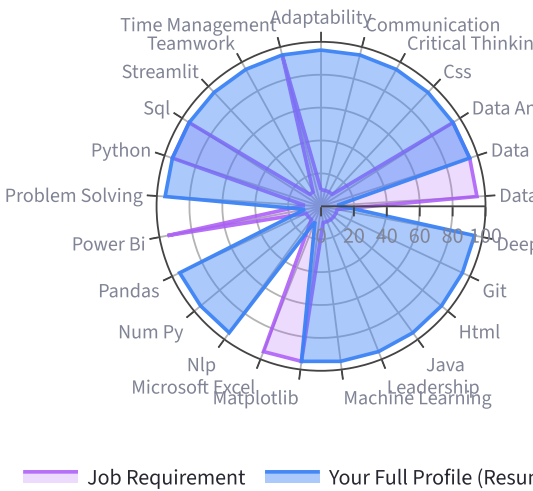 Adaptability
Communication
Critical Thinkin
Css
Data An
Data
Data
Deep
Git
Html
Java
Leadership
Machine Learning
Matplotlib
Microsoft Excel
Nlp
Num Py
Pandas
Power Bi
Problem Solving
Python
Sql
Streamlit
Teamwork
Time Management
0 20 40 60 80 100
Job Requirement
Your Full Profile (Resur